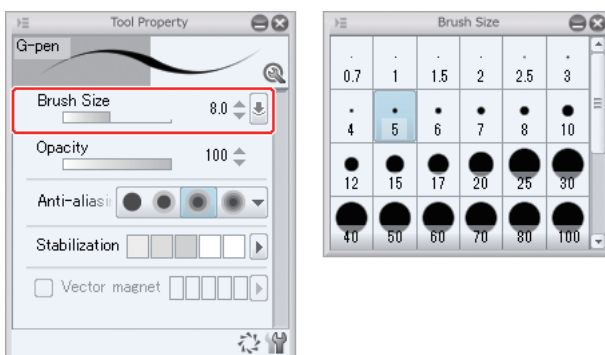 Tool Property
G-pen
Brush Size 8.0
Opacity 100
Anti-aliasi
Stabilization
Vector magnet
Brush Size
0.7 1 1.5 2 2.5 3
4 5 6 7 8 10
12 15 17 20 25 30
40 50 60 70 80 100